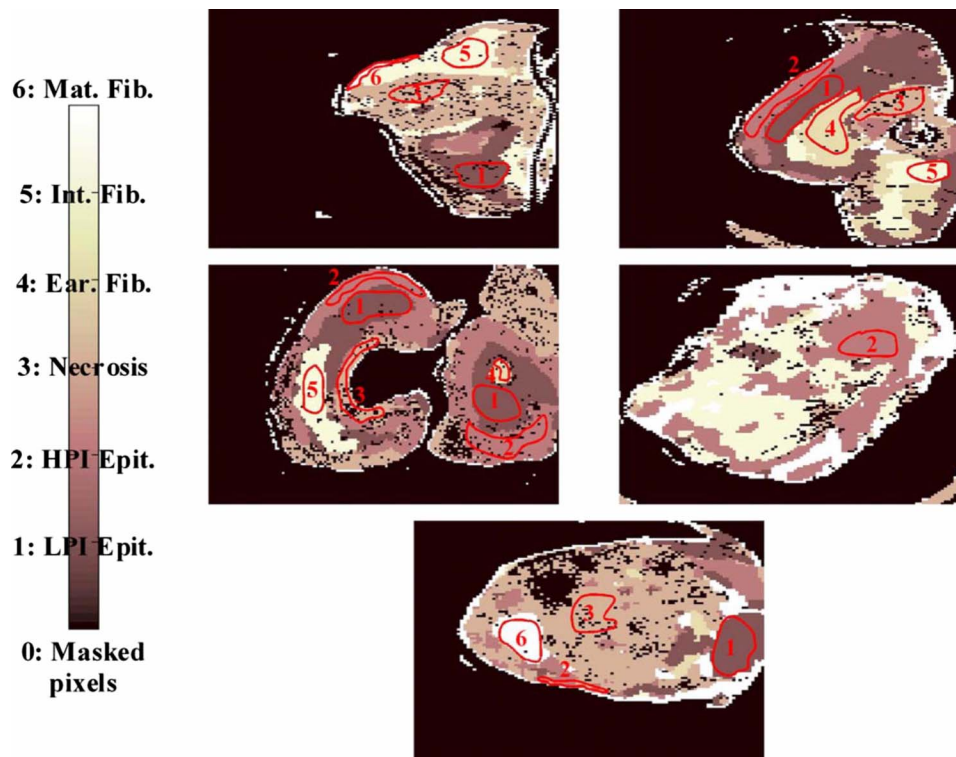 6: Mat. Fib.
5: Int. Fib.
4: Ear. Fib.
3: Necrosis
2: HPI Epit.
1: LPI Epit.
0: Masked
pixels
5
6
3
1
2
1
3
4
5
2
1
5
3
4
1
2
2
3
6
1
2